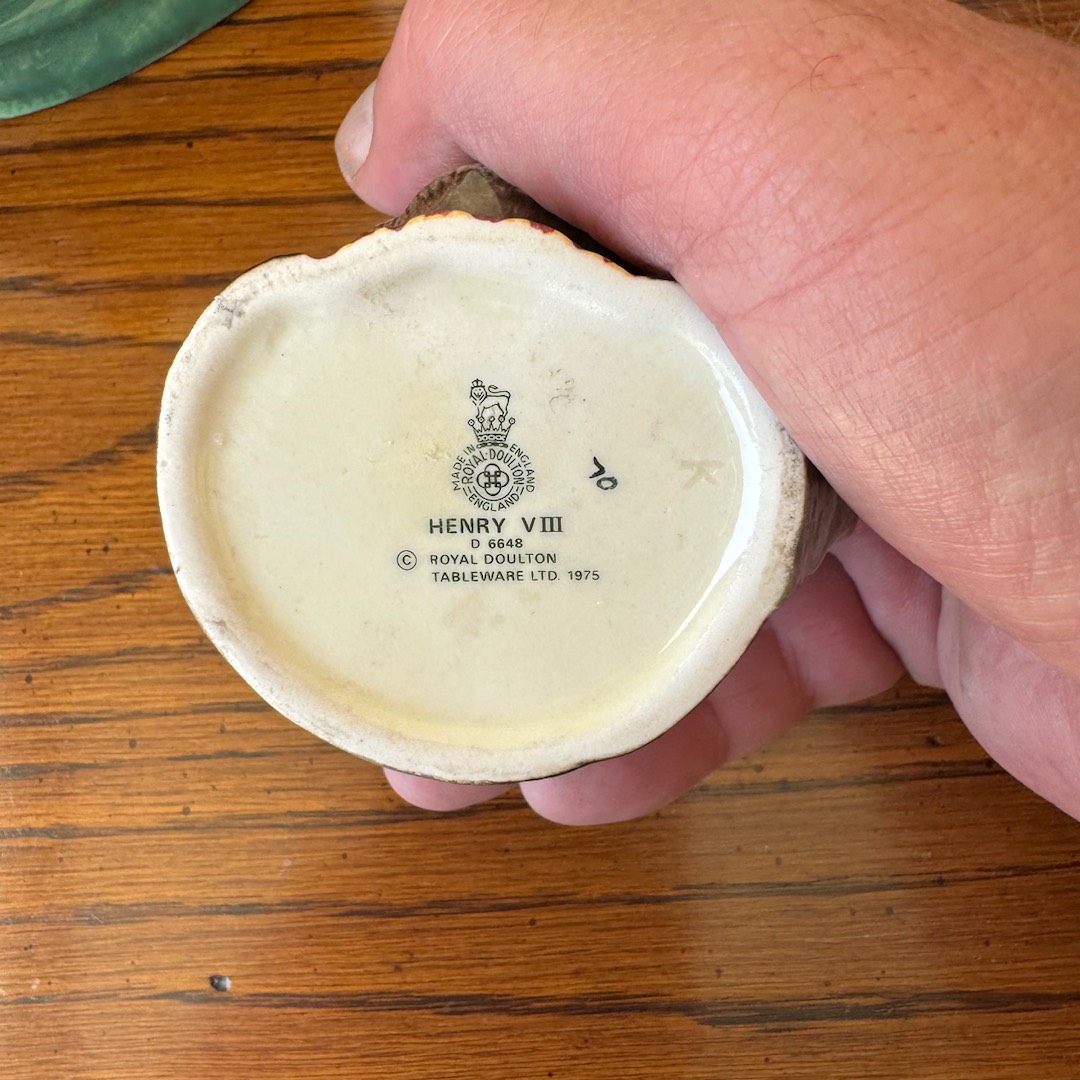 MADE IN ENGLAND
ROYAL·DOULTON
ENGLAND
HENRY VIII
D 6648
© ROYAL DOULTON
TABLEWARE LTD. 1975
70
K